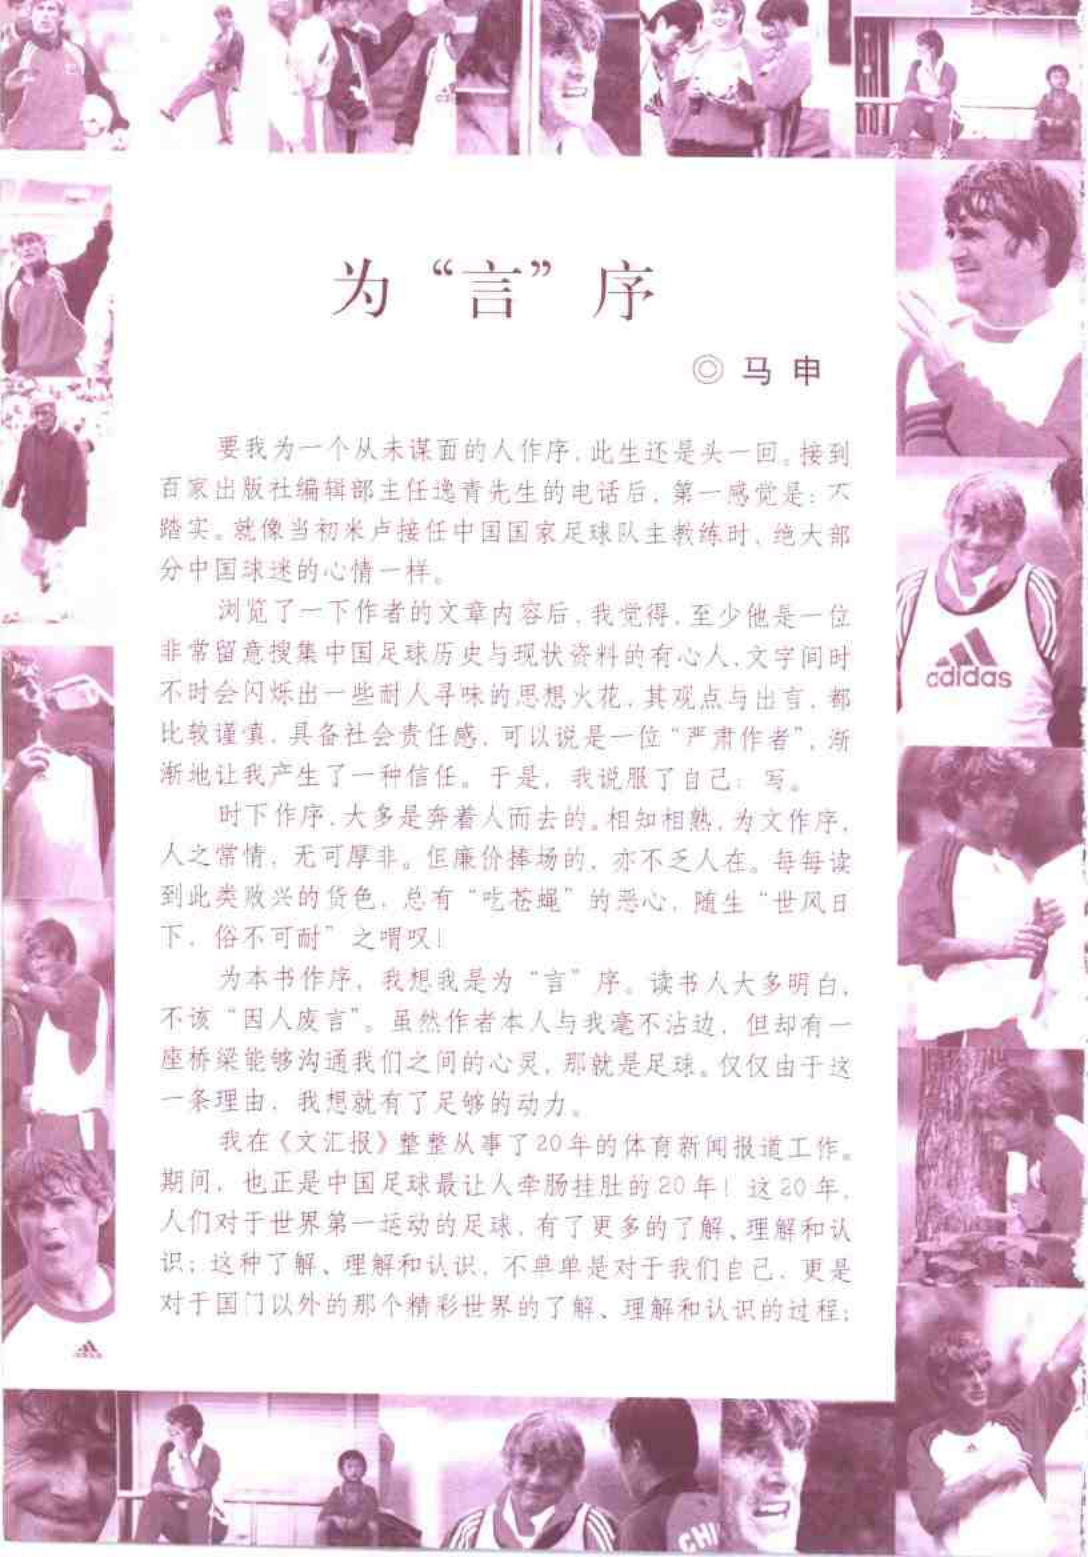 为“言”序
◎ 马 申
要我为一个从未谋面的人作序，此生还是头一回。接到
百家出版社编辑部主任逸青先生的电话后，第一感觉是：不
踏实。就像当初米卢接任中国国家足球队主教练时、绝大部
分中国球迷的心情一样。
浏览了一下作者的文章内容后，我觉得，至少他是一位
非常留意搜集中国足球历史与现状资料的有心人，文字间时
不时会闪烁出一些耐人寻味的思想火花，其观点与出言，都
比较谨慎，具备社会责任感，可以说是一位“严肃作者”，渐
渐地让我产生了一种信任。于是，我说服了自己：写。
时下作序，大多是奔着人而去的。相知相熟，为文作序，
人之常情，无可厚非。但廉价捧场的，亦不乏人在。每每读
到此类败兴的货色，总有“吃苍蝇”的恶心，随生“世风日
下，俗不可耐”之喟叹！
为本书作序，我想我是为“言”序。读书人大多明白，
不该“因人废言”。虽然作者本人与我毫不沾边，但却有一
座桥梁能够沟通我们之间的心灵，那就是足球。仅仅由于这
一条理由，我想就有了足够的动力。
我在《文汇报》整整从事了20年的体育新闻报道工作。
期间，也正是中国足球最让人牵肠挂肚的20年！这20年，
人们对于世界第一运动的足球，有了更多的了解、理解和认
识；这种了解、理解和认识，不单单是对于我们自己，更是
对于国门以外的那个精彩世界的了解、理解和认识的过程；
adidas
CHI